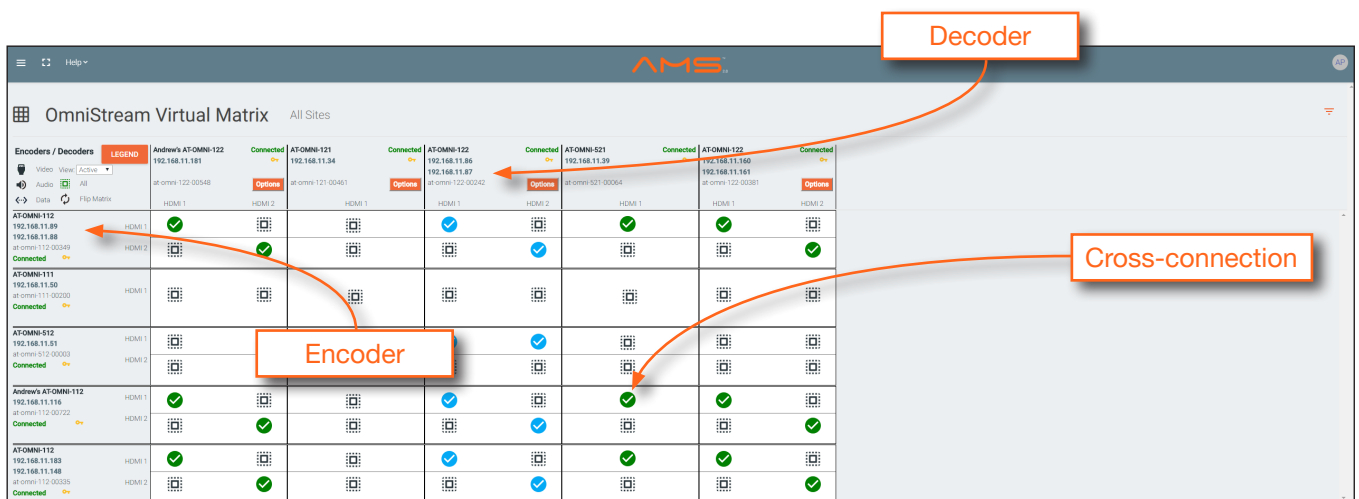 Decoder
Help
AMS
AP
OmniStream Virtual Matrix All Sites
Encoders / Decoders LEGEND
Video View: Active
Audio All
Data Flip Matrix
Andrew's AT-OMNI-122 Connected
192.168.11.181
at-omni-122-00548 Options
HDMI 1 HDMI 2
AT-OMNI-121 Connected
192.168.11.34
at-omni-121-00461 Options
HDMI 1
AT-OMNI-122 Connected
192.168.11.86
192.168.11.87
at-omni-122-00242 Options
HDMI 1 HDMI 2
AT-OMNI-521 Connected
192.168.11.39
at-omni-521-00064
HDMI 1
AT-OMNI-122 Connected
192.168.11.160
192.168.11.161
at-omni-122-00381 Options
HDMI 1 HDMI 2
AT-OMNI-112
192.168.11.89 HDMI 1
192.168.11.88
at-omni-112-00349 HDMI 2
Connected
Cross-connection
AT-OMNI-111
192.168.11.50
at-omni-111-00200 HDMI 1
Connected
Encoder
AT-OMNI-512
192.168.11.51 HDMI 1
at-omni-512-00003
Connected HDMI 2
Andrew's AT-OMNI-112
192.168.11.116 HDMI 1
at-omni-112-00722
Connected HDMI 2
AT-OMNI-112
192.168.11.183 HDMI 1
192.168.11.148
at-omni-112-00335 HDMI 2
Connected